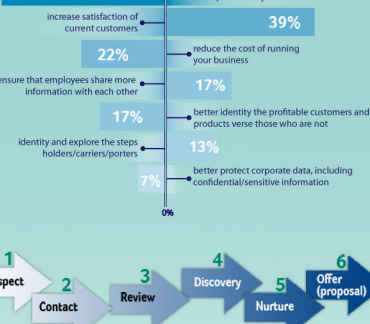 increase satisfaction of
current customers
39%
22%
reduce the cost of running
your business
ensure that employees share more
information with each other
17%
17%
better identity the profitable customers and
products verse those who are not
identity and explore the steps
holders/carriers/porters
13%
7%
better protect corporate data, including
confidential/sensitive information
0%
1
spect
2
Contact
3
Review
4
Discovery
5
Nurture
6
Offer
(proposal)